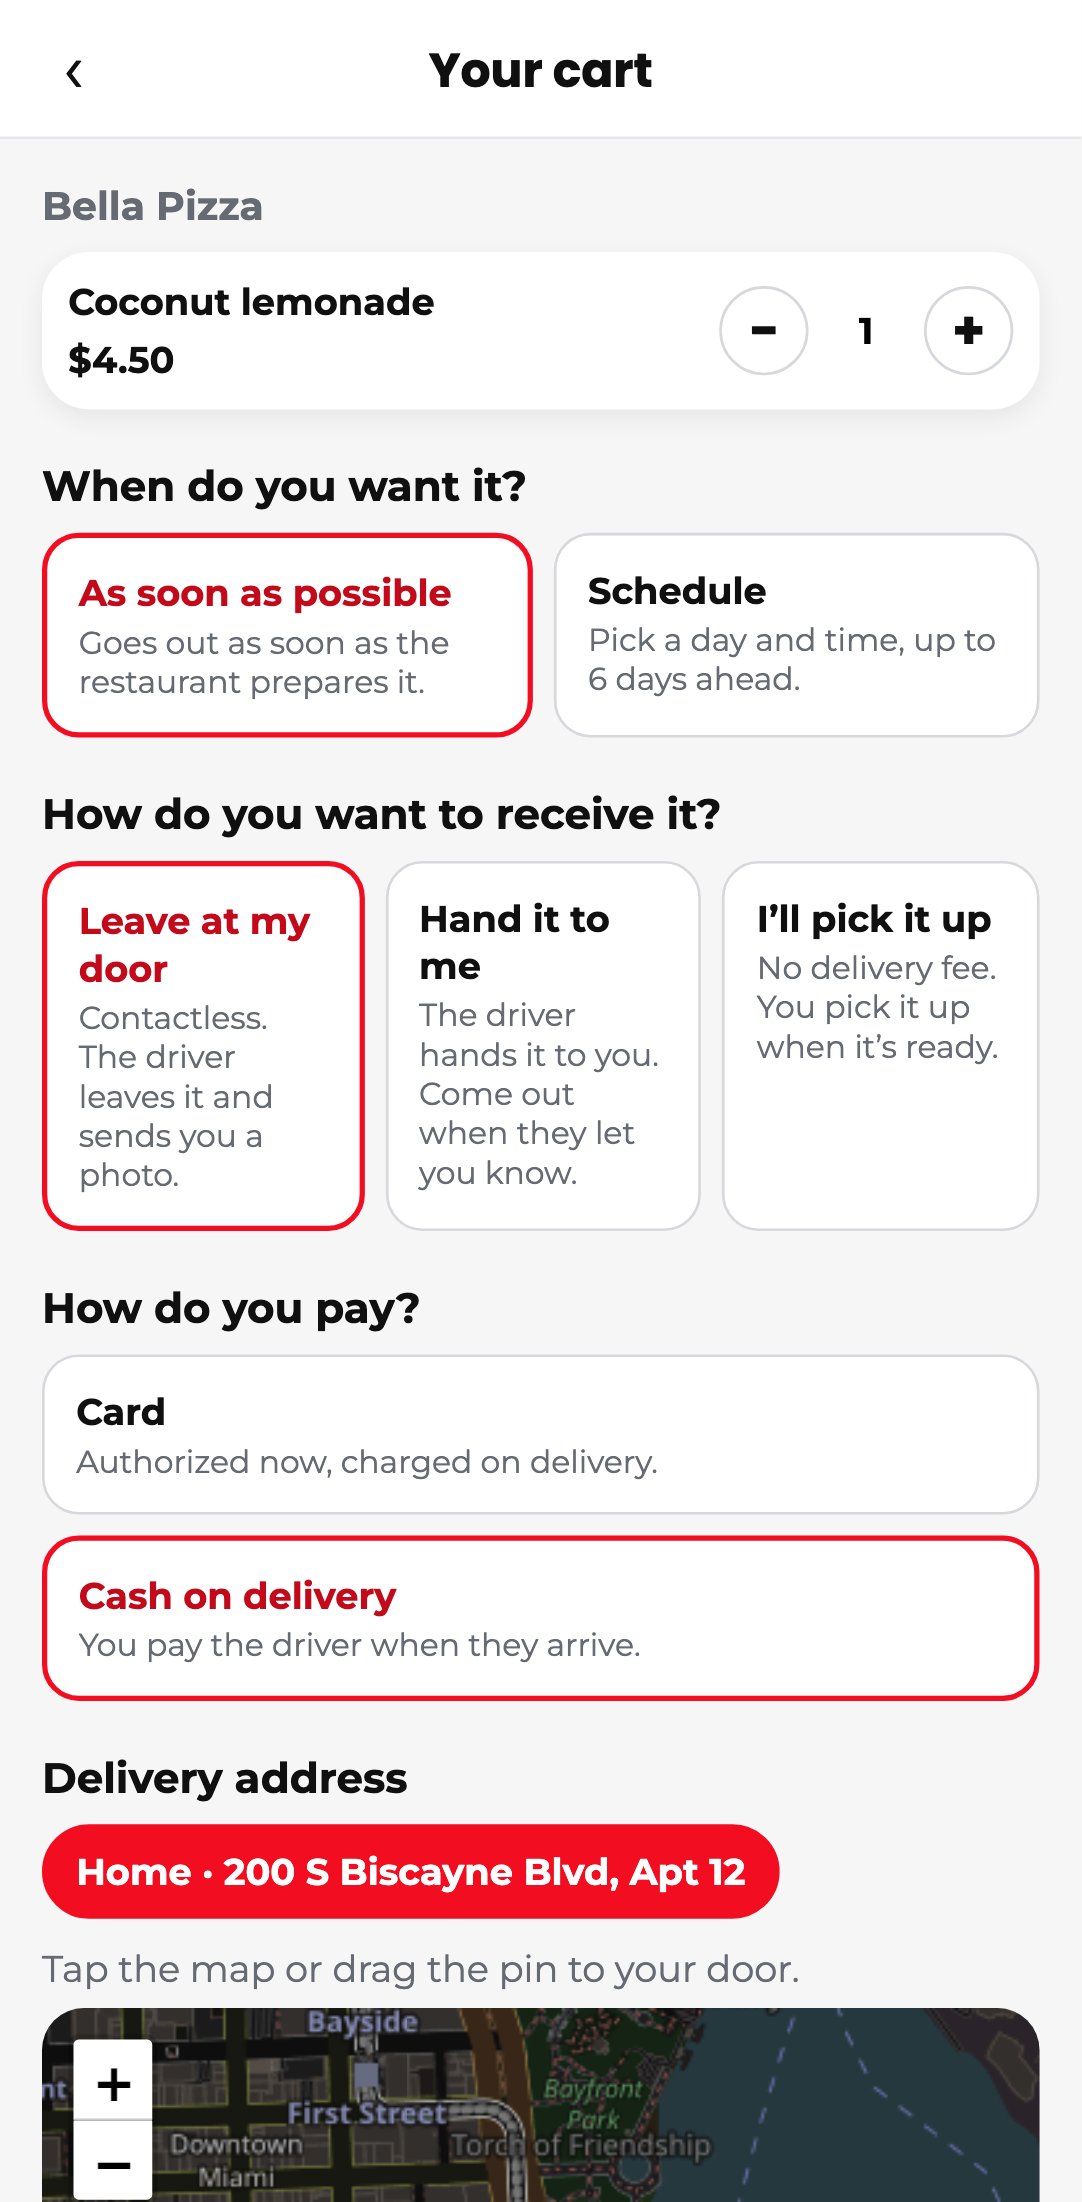 Your cart
Bella Pizza
Coconut lemonade
$4.50
− 1 +
When do you want it?
As soon as possible
Goes out as soon as the
restaurant prepares it.
Schedule
Pick a day and time, up to
6 days ahead.
How do you want to receive it?
Leave at my
door
Contactless.
The driver
leaves it and
sends you a
photo.
Hand it to
me
The driver
hands it to you.
Come out
when they let
you know.
I’ll pick it up
No delivery fee.
You pick it up
when it’s ready.
How do you pay?
Card
Authorized now, charged on delivery.
Cash on delivery
You pay the driver when they arrive.
Delivery address
Home · 200 S Biscayne Blvd, Apt 12
Tap the map or drag the pin to your door.
+
−
Bayside
nt
First Street
Bayfront
Park
Torch of Friendship
Downtown
Miami